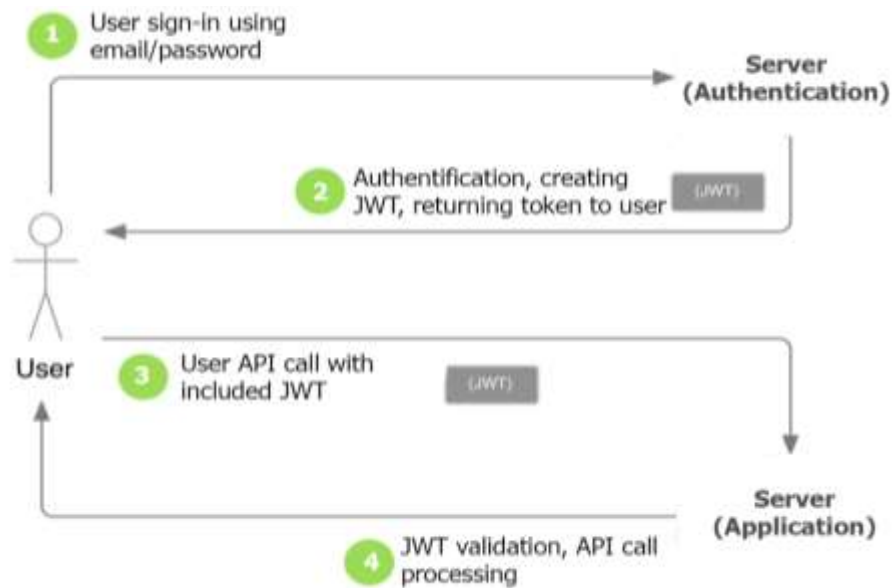 1
User sign-in using
email/password
Server
(Authentication)
2
Authentification, creating
JWT, returning token to user
(JWT)
User
3
User API call with
included JWT
(JWT)
Server
(Application)
4
JWT validation, API call
processing